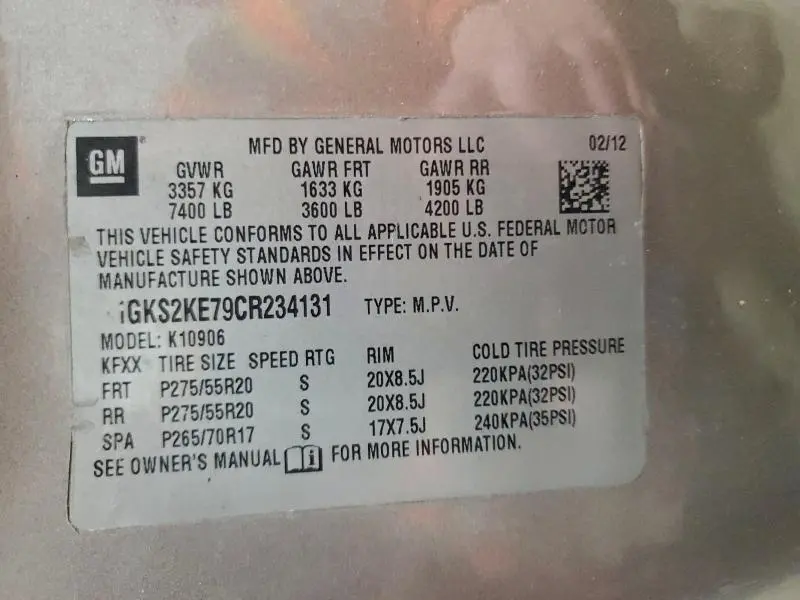 GM ® MFD BY GENERAL MOTORS LLC 02/12
GVWR GAWR FRT GAWR RR
3357 KG 1633 KG 1905 KG
7400 LB 3600 LB 4200 LB
THIS VEHICLE CONFORMS TO ALL APPLICABLE U.S. FEDERAL MOTOR
VEHICLE SAFETY STANDARDS IN EFFECT ON THE DATE OF
MANUFACTURE SHOWN ABOVE.
1GKS2KE79CR234131 TYPE: M.P.V.
MODEL: K10906
KFXX TIRE SIZE SPEED RTG RIM COLD TIRE PRESSURE
FRT P275/55R20 S 20X8.5J 220KPA(32PSI)
RR P275/55R20 S 20X8.5J 220KPA(32PSI)
SPA P265/70R17 S 17X7.5J 240KPA(35PSI)
SEE OWNER'S MANUAL i FOR MORE INFORMATION.